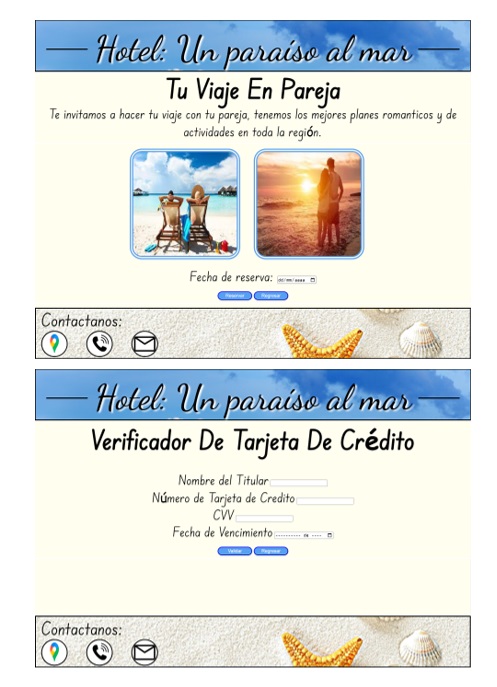 Hotel: Un paraíso al mar
Tu Viaje En Pareja
Te invitamos a hacer tu viaje con tu pareja, tenemos los mejores planes romanticos y de
actividades en toda la región.
Fecha de reserva: dd/mm/aaaa
Reservar Regresar
Contactanos:
Hotel: Un paraíso al mar
Verificador De Tarjeta De Crédito
Nombre del Titular
Número de Tarjeta de Credito
CVV
Fecha de Vencimiento
Validar Regresar
Contactanos: